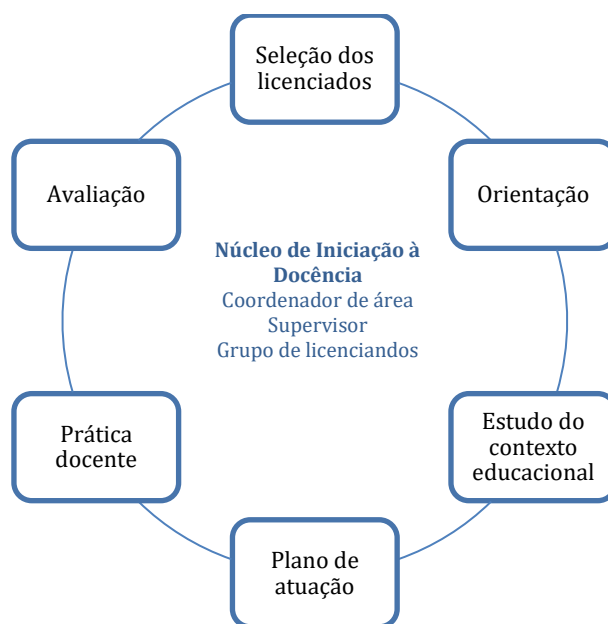 Seleção dos
licenciados
Avaliação
Orientação
Núcleo de Iniciação à
Docência
Coordenador de área
Supervisor
Grupo de licenciandos
Prática
docente
Estudo do
contexto
educacional
Plano de
atuação